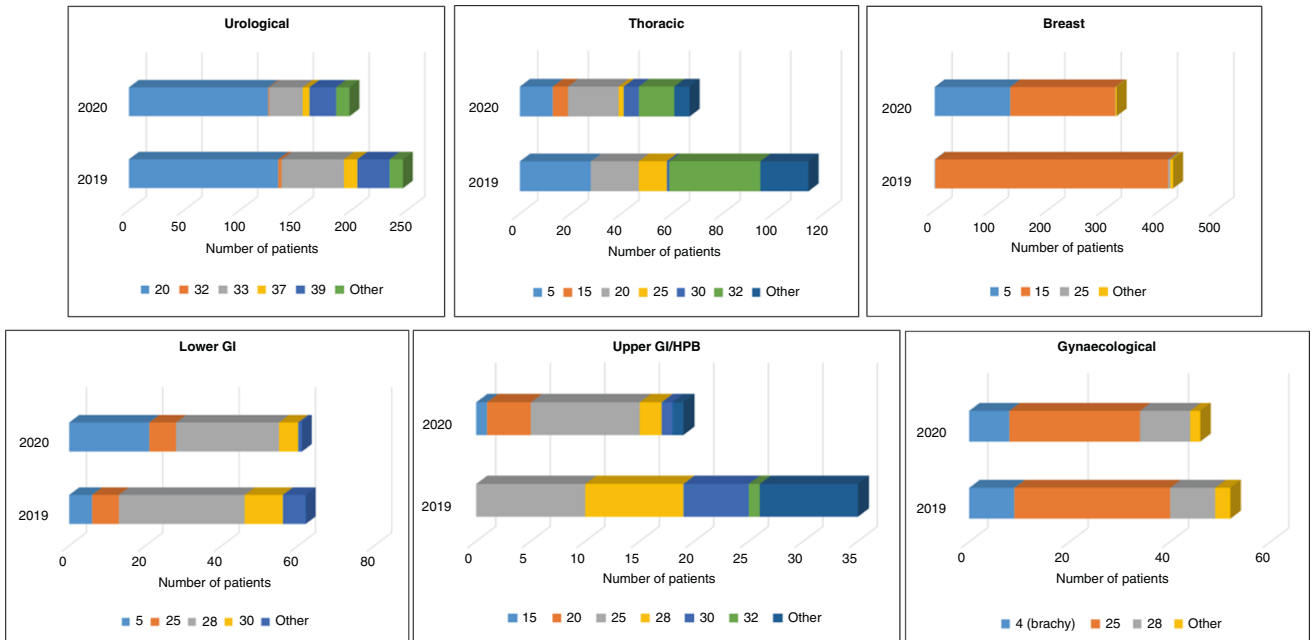 Urological
2020
2019
0 50 100 150 200 250
Number of patients
20 32 33 37 39 Other
Thoracic
2020
2019
0 20 40 60 80 100 120
Number of patients
5 15 20 25 30 32 Other
Breast
2020
2019
0 100 200 300 400 500
Number of patients
5 15 25 Other
Lower GI
2020
2019
0 20 40 60 80
Number of patients
5 25 28 30 Other
Upper GI/HPB
2020
2019
0 5 10 15 20 25 30 35
Number of patients
15 20 25 28 30 32 Other
Gynaecological
2020
2019
0 20 40 60
Number of patients
4 (brachy) 25 28 Other